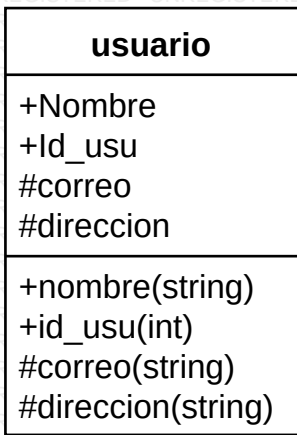 usuario
+Nombre
+Id_usu
#correo
#direccion
+nombre(string)
+id_usu(int)
#correo(string)
#direccion(string)